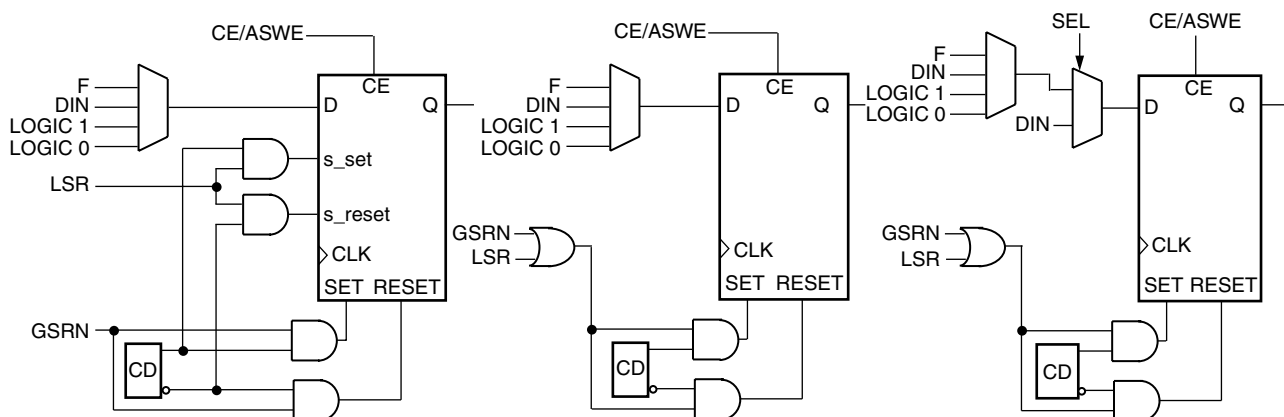 CE/ASWE
F
DIN
LOGIC 1
LOGIC 0
LSR
GSRN
CE
D
Q
s_set
s_reset
CLK
SET RESET
CD
CE/ASWE
F
DIN
LOGIC 1
LOGIC 0
GSRN
LSR
CE
D
Q
CLK
SET RESET
CD
SEL
CE/ASWE
F
DIN
LOGIC 1
LOGIC 0
DIN
GSRN
LSR
CE
D
Q
CLK
SET RESET
CD